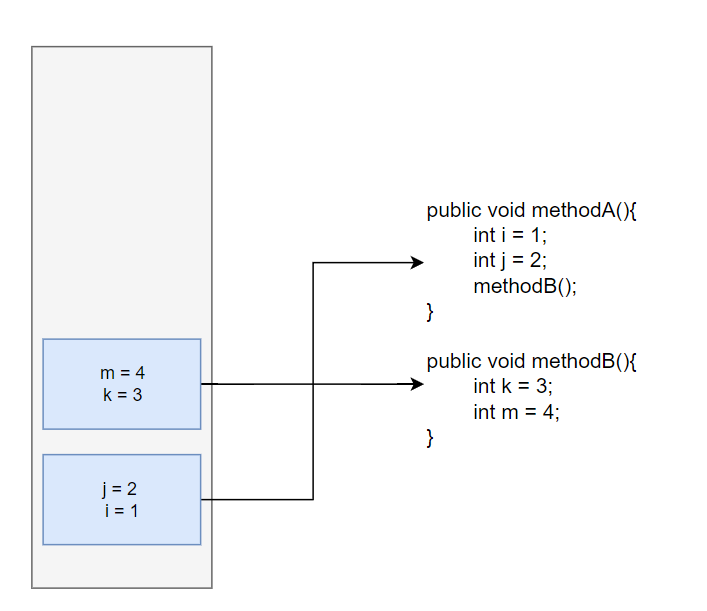 public void methodA(){
int i = 1;
int j = 2;
methodB();
}
m = 4
k = 3
public void methodB(){
int k = 3;
int m = 4;
}
j = 2
i = 1